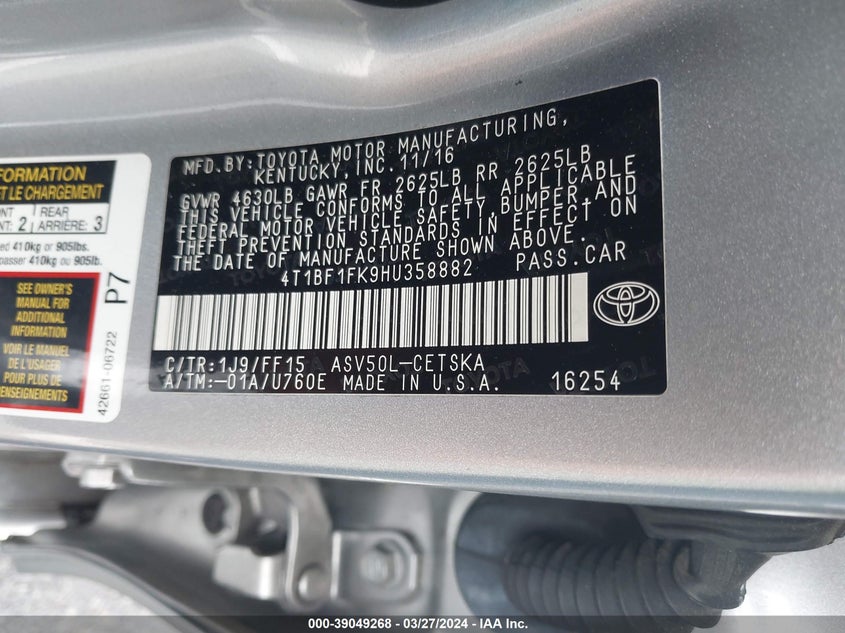 FORMATION
ET LE CHARGEMENT
REAR
2
ARRIÈRE: 3
410kg or 905lbs.
passer 410kg ou 905lb.
SEE OWNER'S
MANUAL FOR
ADDITIONAL
INFORMATION
VOIR LE MANUEL
DE L'USAGER
POUR PLUS DE
RENSEIGNEMENTS
P7
42661-06722
MFD.BY:TOYOTA MOTOR MANUFACTURING,
KENTUCKY,INC.11/16
GVWR 4630LB GAWR FR 2625LB RR 2625LB
THIS VEHICLE CONFORMS TO ALL APPLICABLE
FEDERAL MOTOR VEHICLE SAFETY,BUMPER,AND
THEFT PREVENTION STANDARDS IN EFFECT ON
THE DATE OF MANUFACTURE SHOWN ABOVE.
4T1BF1FK9HU358882 PASS.CAR
C/TR:1J9/FF15 ASV50L-CETSKA
A/TM:-01A/U760E MADE IN U.S.A. 16254
TOYOTA
000-39049268 - 03/27/2024 - IAA Inc.